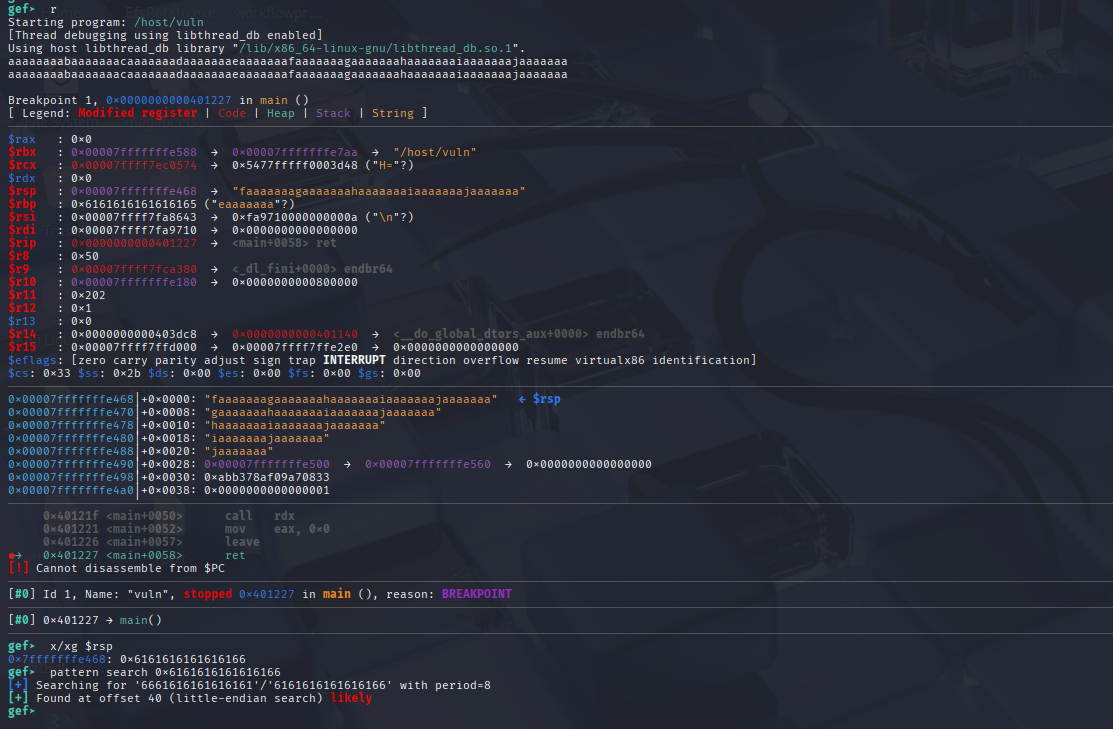 gef➤  r
Starting program: /host/vuln
[Thread debugging using libthread_db enabled]
Using host libthread_db library "/lib/x86_64-linux-gnu/libthread_db.so.1".
aaaaaaaabaaaaaaacaaaaaaadaaaaaaaeaaaaaaafaaaaaaagaaaaaaahaaaaaaaiaaaaaaajaaaaaaa
aaaaaaaabaaaaaaacaaaaaaadaaaaaaaeaaaaaaafaaaaaaagaaaaaaahaaaaaaaiaaaaaaajaaaaaaa
Breakpoint 1, 0×0000000000401227 in main ()
[ Legend: Modified register | Code | Heap | Stack | String ]
$rax   : 0×0
$rbx   : 0×00007fffffffe588  →  0×00007fffffffe7aa  →  "/host/vuln"
$rcx   : 0×00007ffff7ec0574  →  0×5477fffff0003d48 ("H="?)
$rdx   : 0×0
$rsp   : 0×00007fffffffe468  →  "faaaaaaagaaaaaaahaaaaaaaiaaaaaaajaaaaaaa"
$rbp   : 0×6161616161616165 ("eaaaaaaa"?)
$rsi   : 0×00007ffff7fa8643  →  0×fa9710000000000a ("\n"?)
$rdi   : 0×00007ffff7fa9710  →  0×0000000000000000
$rip   : 0×0000000000401227  →  <main+0058> ret
$r8    : 0×50
$r9    : 0×00007ffff7fca380  →  <_dl_fini+0000> endbr64
$r10   : 0×00007fffffffe180  →  0×0000000000800000
$r11   : 0×202
$r12   : 0×1
$r13   : 0×0
$r14   : 0×0000000000403dc8  →  0×0000000000401140  →  <__do_global_dtors_aux+0000> endbr64
$r15   : 0×00007ffff7ffd000  →  0×00007ffff7ffe2e0  →  0×0000000000000000
$eflags: [zero carry parity adjust sign trap INTERRUPT direction overflow resume virtualx86 identification]
$cs: 0×33 $ss: 0×2b $ds: 0×00 $es: 0×00 $fs: 0×00 $gs: 0×00
0×00007fffffffe468│+0×0000: "faaaaaaagaaaaaaahaaaaaaaiaaaaaaajaaaaaaa"   ← $rsp
0×00007fffffffe470│+0×0008: "gaaaaaaahaaaaaaaiaaaaaaajaaaaaaa"
0×00007fffffffe478│+0×0010: "haaaaaaaiaaaaaaajaaaaaaa"
0×00007fffffffe480│+0×0018: "iaaaaaaajaaaaaaa"
0×00007fffffffe488│+0×0020: "jaaaaaaa"
0×00007fffffffe490│+0×0028: 0×00007fffffffe500  →  0×00007fffffffe560  →  0×0000000000000000
0×00007fffffffe498│+0×0030: 0×abb378af09a70833
0×00007fffffffe4a0│+0×0038: 0×0000000000000001
0×40121f <main+0050>      call   rdx
0×401221 <main+0052>      mov    eax, 0×0
0×401226 <main+0057>      leave
●→   0×401227 <main+0058>      ret
[!] Cannot disassemble from $PC
[#0] Id 1, Name: "vuln", stopped 0×401227 in main (), reason: BREAKPOINT
[#0] 0×401227 → main()
gef➤  x/xg $rsp
0×7fffffffe468: 0×6161616161616166
gef➤  pattern search 0×6161616161616166
[+] Searching for '6661616161616161'/'6161616161616166' with period=8
[+] Found at offset 40 (little-endian search) likely
gef➤